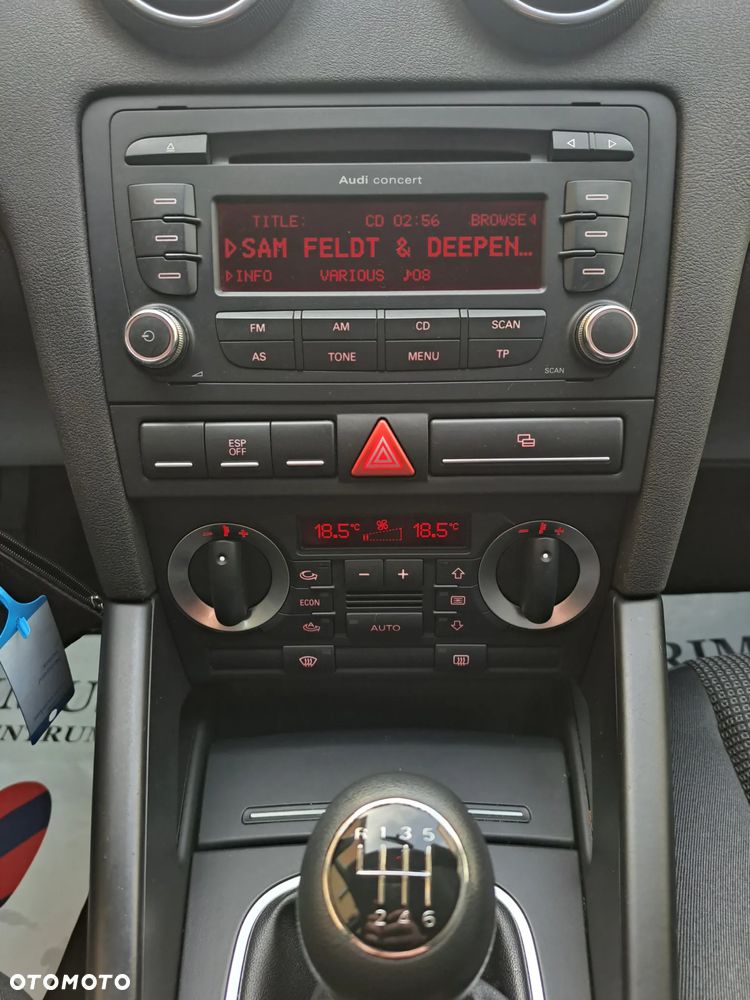 Audi concert
TITLE: CD 02:56 BROWSE
SAM FELDT & DEEPEN...
INFO VARIOUS ♪08
FM AM CD SCAN
AS TONE MENU TP
SCAN
ESP
OFF
18.5°C 18.5°C
− + − + − +
ECON
A
AUTO
R 1 3 5
2 4 6
OTOMOTO